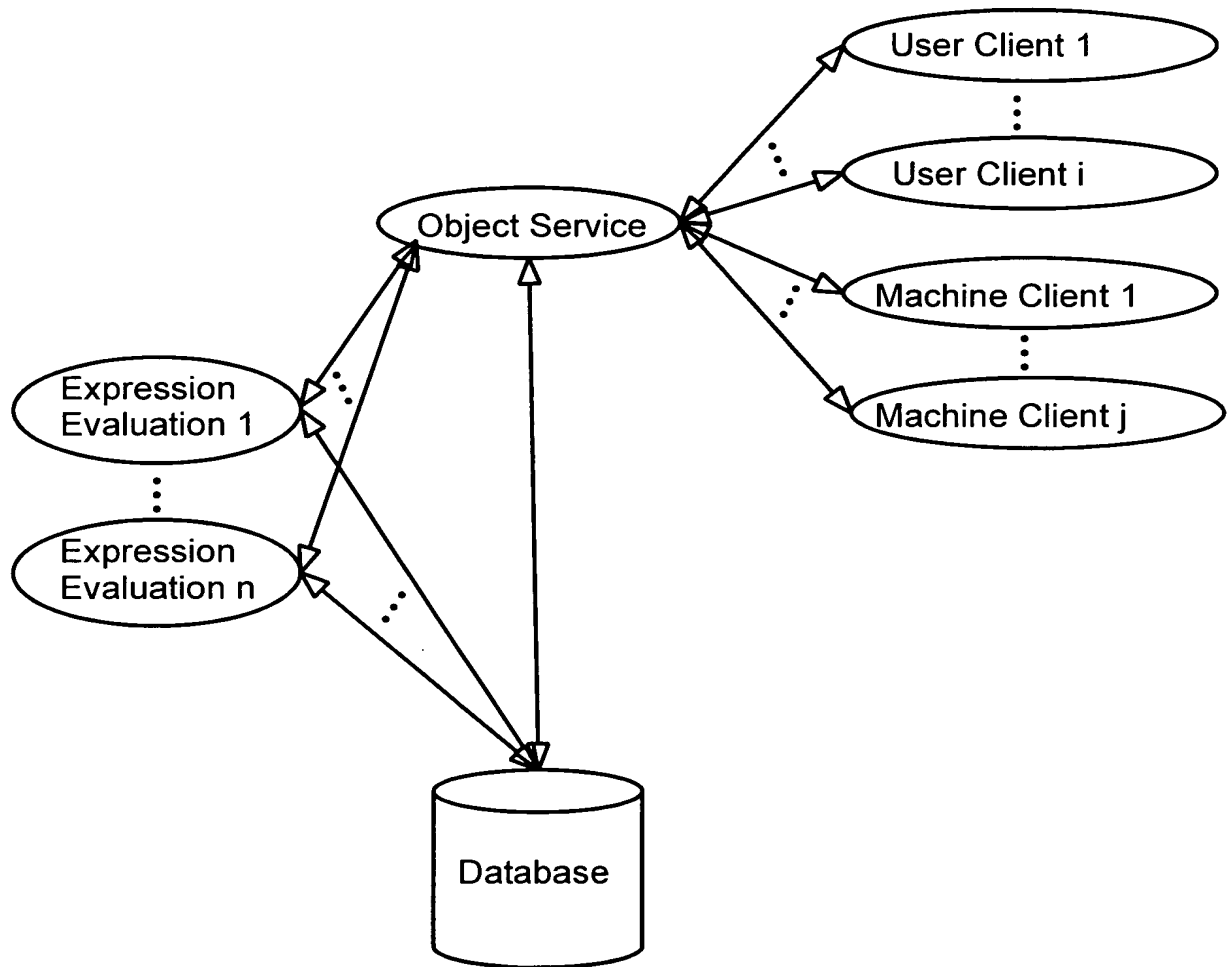 User Client 1
User Client i
Object Service
Machine Client 1
Machine Client j
Expression
Evaluation 1
Expression
Evaluation n
Database